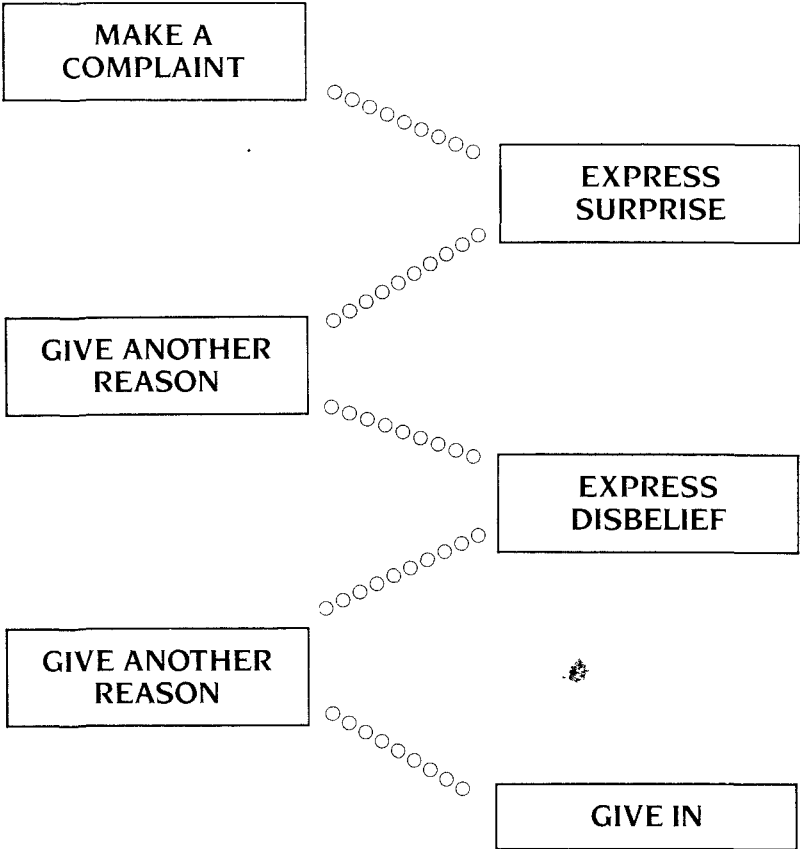 MAKE A
COMPLAINT
EXPRESS
SURPRISE
GIVE ANOTHER
REASON
EXPRESS
DISBELIEF
GIVE ANOTHER
REASON
GIVE IN